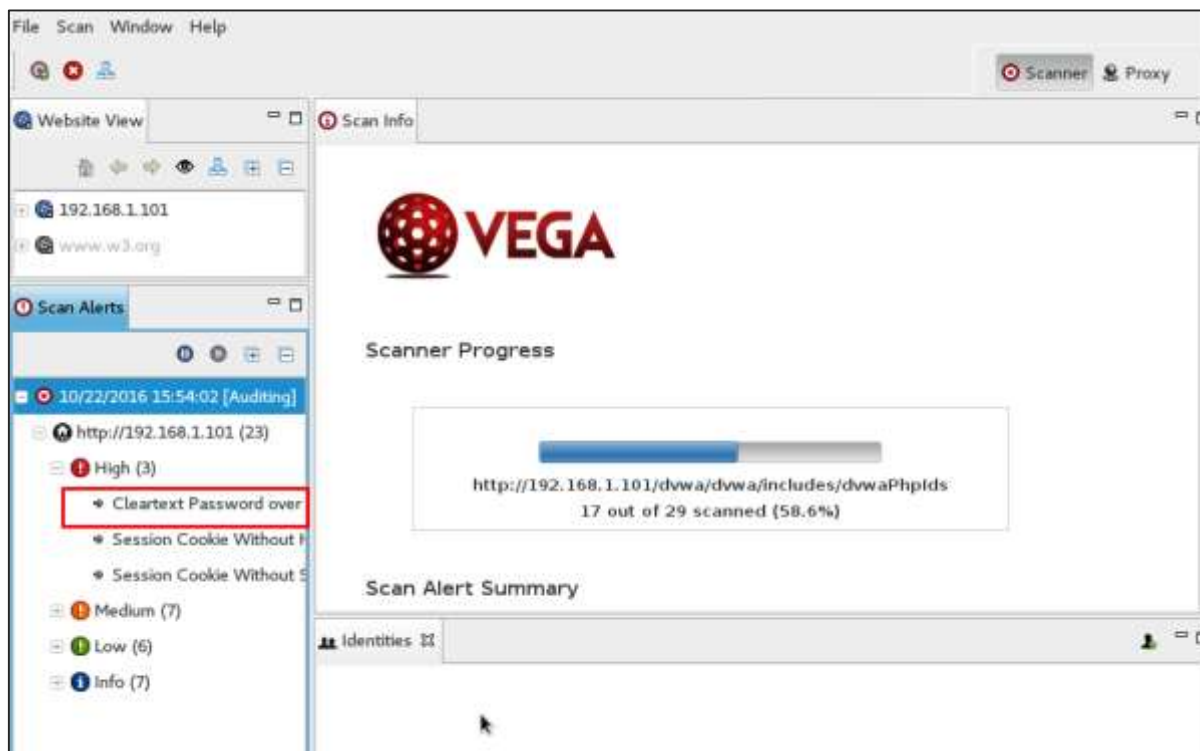 File Scan Window Help
Scanner Proxy
Website View
Scan Info
192.168.1.101
www.w3.org
VEGA
Scan Alerts
Scanner Progress
10/22/2016 15:54:02 [Auditing]
http://192.168.1.101 (23)
High (3)
Cleartext Password over
Session Cookie Without
Session Cookie Without
Medium (7)
Low (6)
Info (7)
http://192.168.1.101/dvwa/dvwa/includes/dvwaPhpIds
17 out of 29 scanned (58.6%)
Scan Alert Summary
Identities